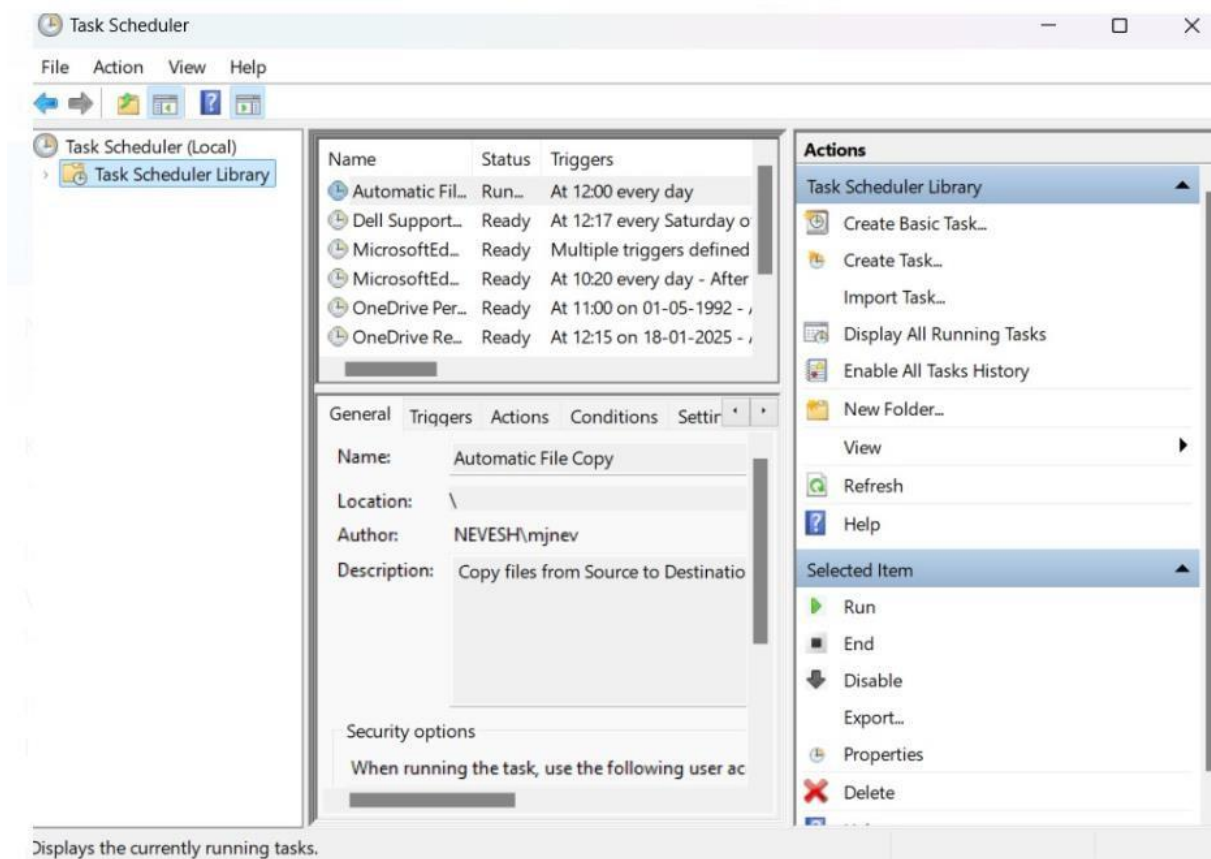 Task Scheduler
File Action View Help
Task Scheduler (Local)
Task Scheduler Library
Name Status Triggers
Automatic Fil... Run... At 12:00 every day
Dell Support... Ready At 12:17 every Saturday o
MicrosoftEd... Ready Multiple triggers defined
MicrosoftEd... Ready At 10:20 every day - After
OneDrive Per... Ready At 11:00 on 01-05-1992 -
OneDrive Re... Ready At 12:15 on 18-01-2025 -
General Triggers Actions Conditions Settin
Name: Automatic File Copy
Location: \
Author: NEVESH\mjnev
Description: Copy files from Source to Destinatio
Security options
When running the task, use the following user ac
Actions
Task Scheduler Library
Create Basic Task...
Create Task...
Import Task...
Display All Running Tasks
Enable All Tasks History
New Folder...
View
Refresh
Help
Selected Item
Run
End
Disable
Export...
Properties
Delete
Displays the currently running tasks.